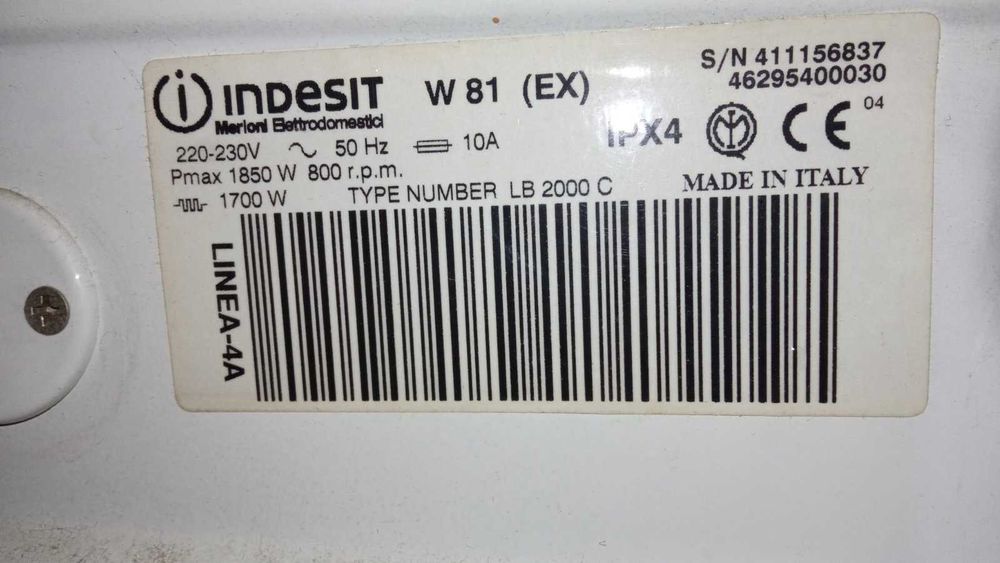 INDESIT W 81 (EX) S/N 411156837
46295400030
Merloni Elettrodomestici
IPX4 IM CE 04
220-230V ~ 50 Hz 10A
Pmax 1850 W 800 r.p.m.
1700 W TYPE NUMBER LB 2000 C MADE IN ITALY
LINEA-4A